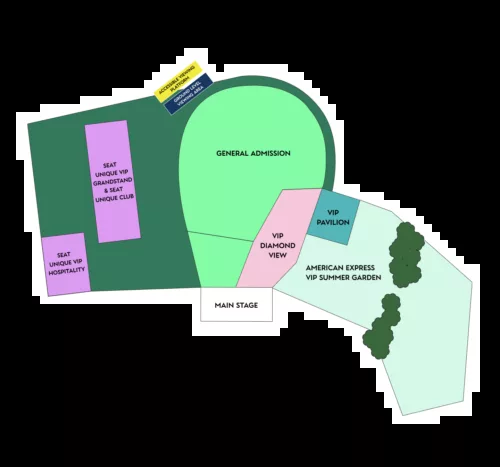 ACCESSIBLE VIEWING
PLATFORM
GROUND LEVEL
VIEWING AREA
GENERAL ADMISSION
SEAT
UNIQUE VIP
GRANDSTAND
& SEAT
UNIQUE CLUB
VIP
PAVILION
VIP
DIAMOND
VIEW
SEAT
UNIQUE VIP
HOSPITALITY
AMERICAN EXPRESS
VIP SUMMER GARDEN
MAIN STAGE